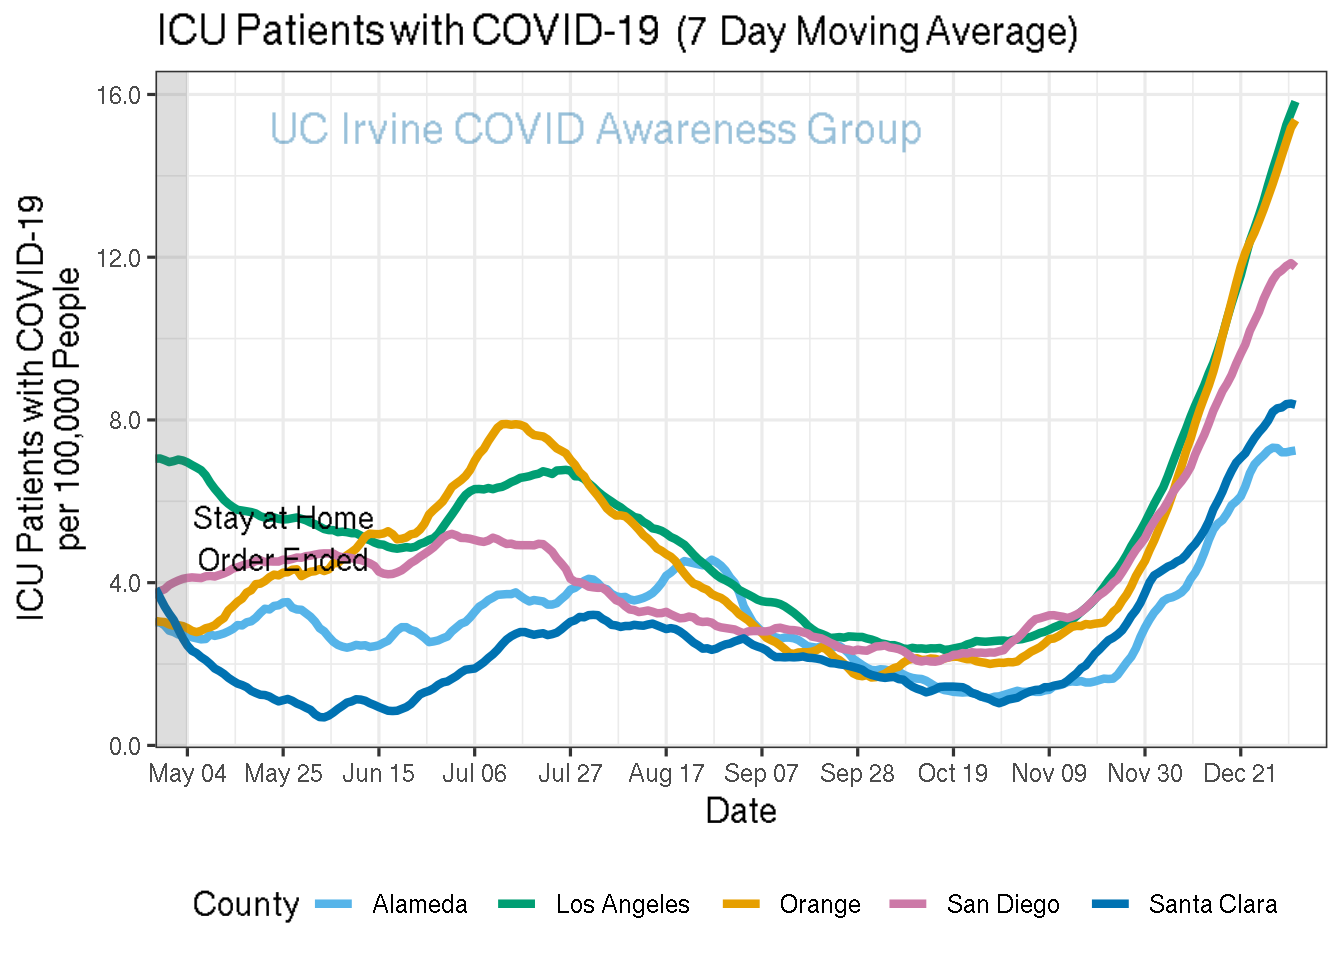 ICU Patients with COVID-19 (7 Day Moving Average)
UC Irvine COVID Awareness Group
ICU Patients with COVID-19
per 100,000 People
16.0
12.0
8.0
4.0
0.0
Stay at Home
Order Ended
May 04 May 25 Jun 15 Jul 06 Jul 27 Aug 17 Sep 07 Sep 28 Oct 19 Nov 09 Nov 30 Dec 21
Date
County Alameda Los Angeles Orange San Diego Santa Clara